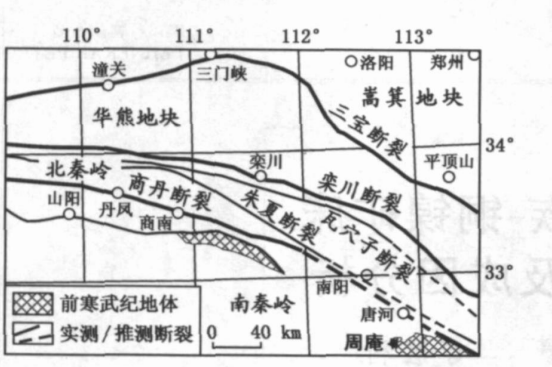 110° 111° 112° 113°
潼关
三门峡
洛阳
郑州
华熊地块
嵩箕地块
三宝断裂
34°
北秦岭
栾川
栾川断裂
平顶山
山阳
丹凤
商丹断裂
商南
朱夏断裂
瓦穴子断裂
33°
南阳
南秦岭
唐河
周庵
前寒武纪地体
实测/推测断裂
0 40 km